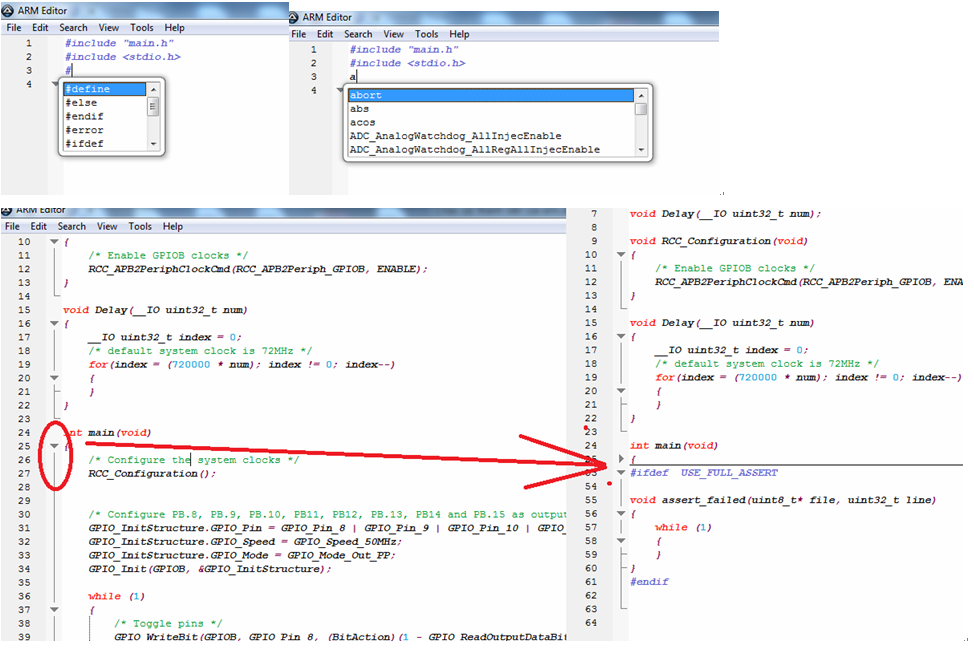 ARM Editor
File Edit Search View Tools Help
1 #include "main.h"
2 #include <stdio.h>
3 #
4
#define
#else
#endif
#error
#ifdef
ARM Editor
File Edit Search View Tools Help
1 #include "main.h"
2 #include <stdio.h>
3 a
4
abort
abs
acos
ADC_AnalogWatchdog_AllInjecEnable
ADC_AnalogWatchdog_AllRegAllInjecEnable
ARM Editor
File Edit Search View Tools Help
10 {
11 /* Enable GPIOB clocks */
12 RCC_APB2PeriphClockCmd(RCC_APB2Periph_GPIOB, ENABLE);
13 }
14
15 void Delay(__IO uint32_t num)
16 {
17 __IO uint32_t index = 0;
18 /* default system clock is 72MHz */
19 for(index = (720000 * num); index != 0; index--)
20 {
21 }
22 }
23
24 int main(void)
25 {
26 /* Configure the system clocks */
27 RCC_Configuration();
28
29
30 /* Configure PB.8, PB.9, PB.10, PB11, PB12, PB.13, PB14 and PB.15 as output
31 GPIO_InitStructure.GPIO_Pin = GPIO_Pin_8 | GPIO_Pin_9 | GPIO_Pin_10 | GPIO_
32 GPIO_InitStructure.GPIO_Speed = GPIO_Speed_50MHz;
33 GPIO_InitStructure.GPIO_Mode = GPIO_Mode_Out_PP;
34 GPIO_Init(GPIOB, &GPIO_InitStructure);
35
36 while (1)
37 {
38 /* Toggle pins */
39 GPIO_WriteBit(GPIOB, GPIO_Pin_8, (BitAction)(1 - GPIO_ReadOutputDataBit
7 void Delay(__IO uint32_t num);
8
9 void RCC_Configuration(void)
10 {
11 /* Enable GPIOB clocks */
12 RCC_APB2PeriphClockCmd(RCC_APB2Periph_GPIOB, ENA
13 }
14
15 void Delay(__IO uint32_t num)
16 {
17 __IO uint32_t index = 0;
18 /* default system clock is 72MHz */
19 for(index = (720000 * num); index != 0; index--)
20 {
21 }
22 }
23
24 int main(void)
25 {
53 #ifdef USE_FULL_ASSERT
54
55 void assert_failed(uint8_t* file, uint32_t line)
56 {
57 while (1)
58 {
59 }
60 }
61 #endif
62
63
64